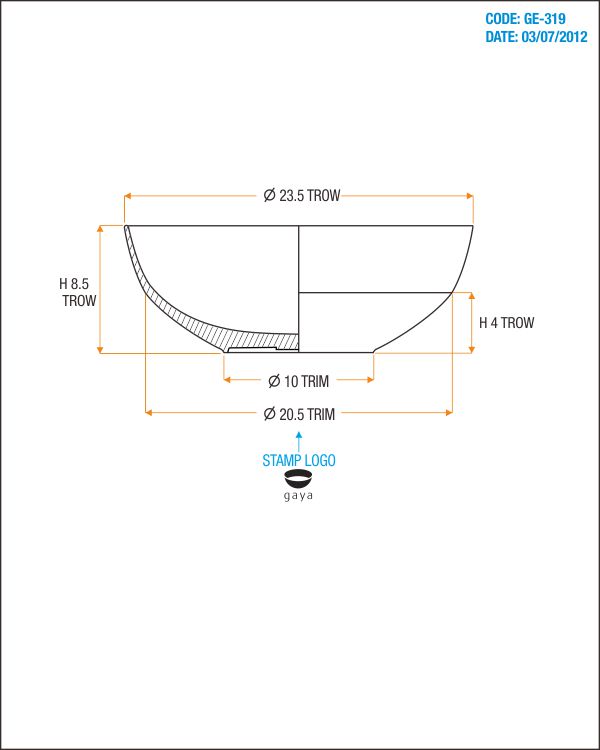 CODE: GE-319
DATE: 03/07/2012
Ø 23.5 TROW
H 8.5
TROW
H 4 TROW
Ø 10 TRIM
Ø 20.5 TRIM
STAMP LOGO
gaya